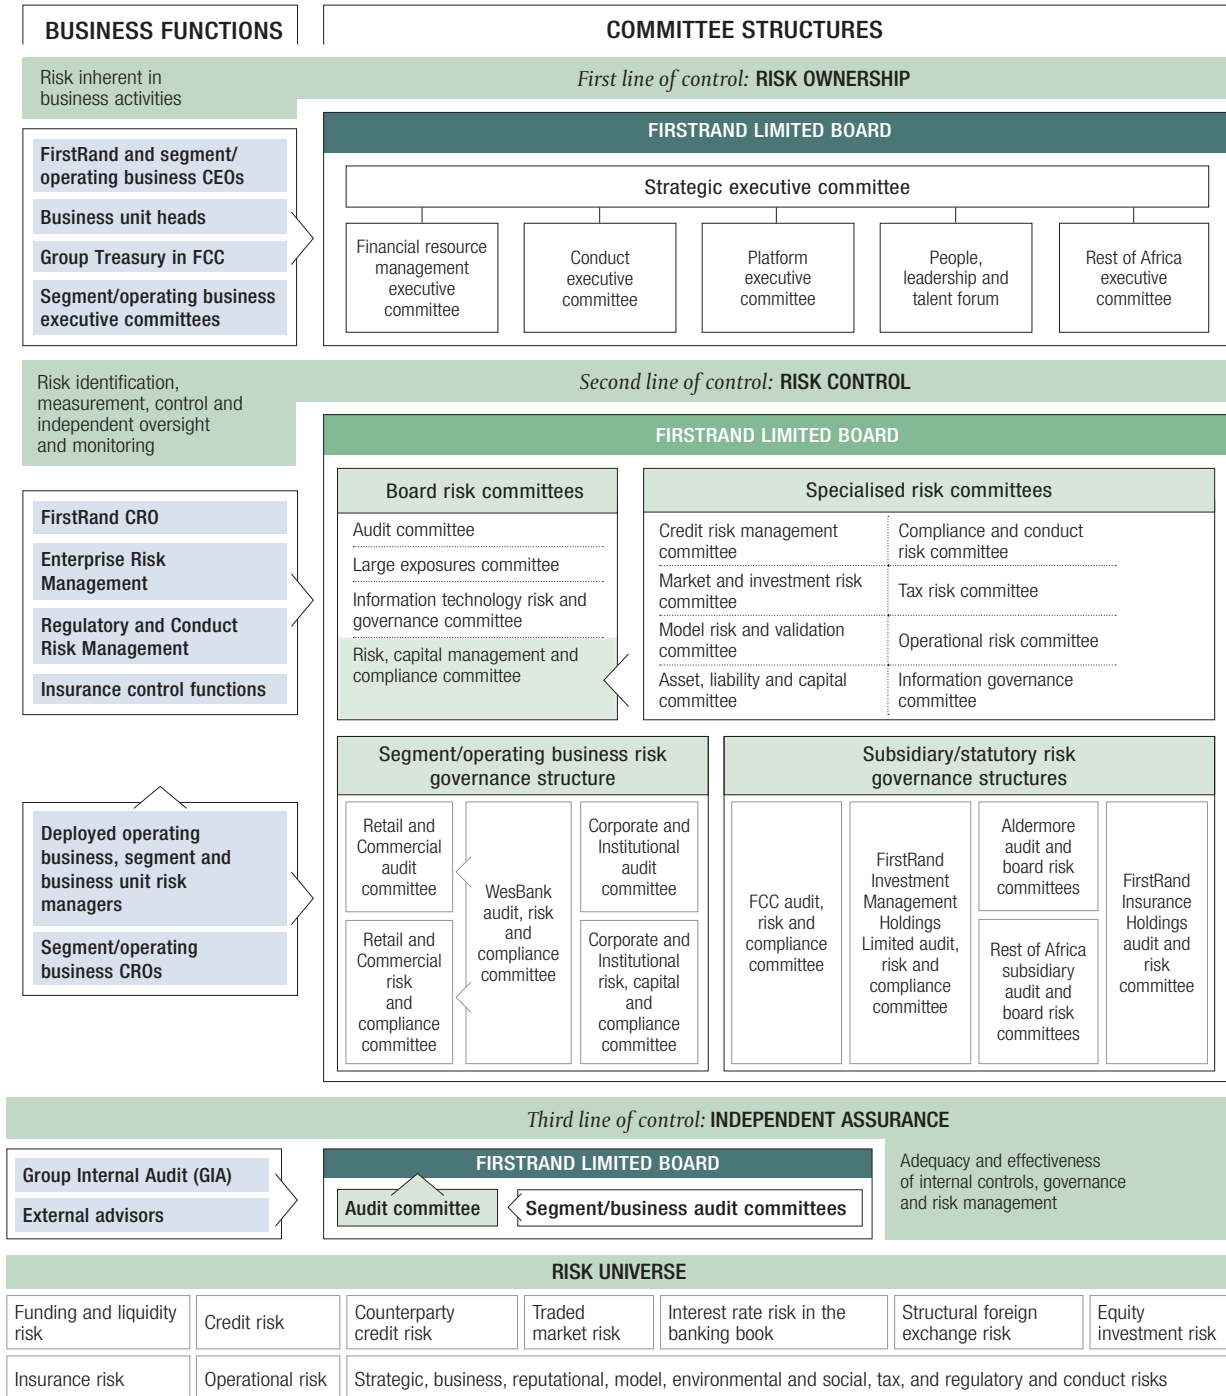 BUSINESS FUNCTIONS
COMMITTEE STRUCTURES
Risk inherent in
business activities
First line of control: RISK OWNERSHIP
FirstRand and segment/
operating business CEOs
Business unit heads
Group Treasury in FCC
Segment/operating business
executive committees
FIRSTRAND LIMITED BOARD
Strategic executive committee
Financial resource
management
executive
committee
Conduct
executive
committee
Platform
executive
committee
People,
leadership and
talent forum
Rest of Africa
executive
committee
Risk identification,
measurement, control and
independent oversight
and monitoring
Second line of control: RISK CONTROL
FirstRand CRO
Enterprise Risk
Management
Regulatory and Conduct
Risk Management
Insurance control functions
Deployed operating
business, segment and
business unit risk
managers
Segment/operating
business CROs
FIRSTRAND LIMITED BOARD
Board risk committees
Audit committee
Large exposures committee
Information technology risk and
governance committee
Risk, capital management and
compliance committee
Specialised risk committees
Credit risk management
committee
Compliance and conduct
risk committee
Market and investment risk
committee
Tax risk committee
Model risk and validation
committee
Operational risk committee
Asset, liability and capital
committee
Information governance
committee
Segment/operating business risk
governance structure
Retail and
Commercial
audit
committee
Retail and
Commercial
risk
and
compliance
committee
WesBank
audit, risk
and
compliance
committee
Corporate and
Institutional
audit
committee
Corporate and
Institutional
risk, capital
and
compliance
committee
Subsidiary/statutory risk
governance structures
FCC audit,
risk and
compliance
committee
FirstRand
Investment
Management
Holdings
Limited audit,
risk and
compliance
committee
Aldermore
audit and
board risk
committees
Rest of Africa
subsidiary
audit and
board risk
committees
FirstRand
Insurance
Holdings
audit and
risk
committee
Third line of control: INDEPENDENT ASSURANCE
Group Internal Audit (GIA)
External advisors
FIRSTRAND LIMITED BOARD
Audit committee
Segment/business audit committees
Adequacy and effectiveness
of internal controls, governance
and risk management
RISK UNIVERSE
Funding and liquidity
risk
Credit risk
Counterparty
credit risk
Traded
market risk
Interest rate risk in the
banking book
Structural foreign
exchange risk
Equity
investment risk
Insurance risk
Operational risk
Strategic, business, reputational, model, environmental and social, tax, and regulatory and conduct risks